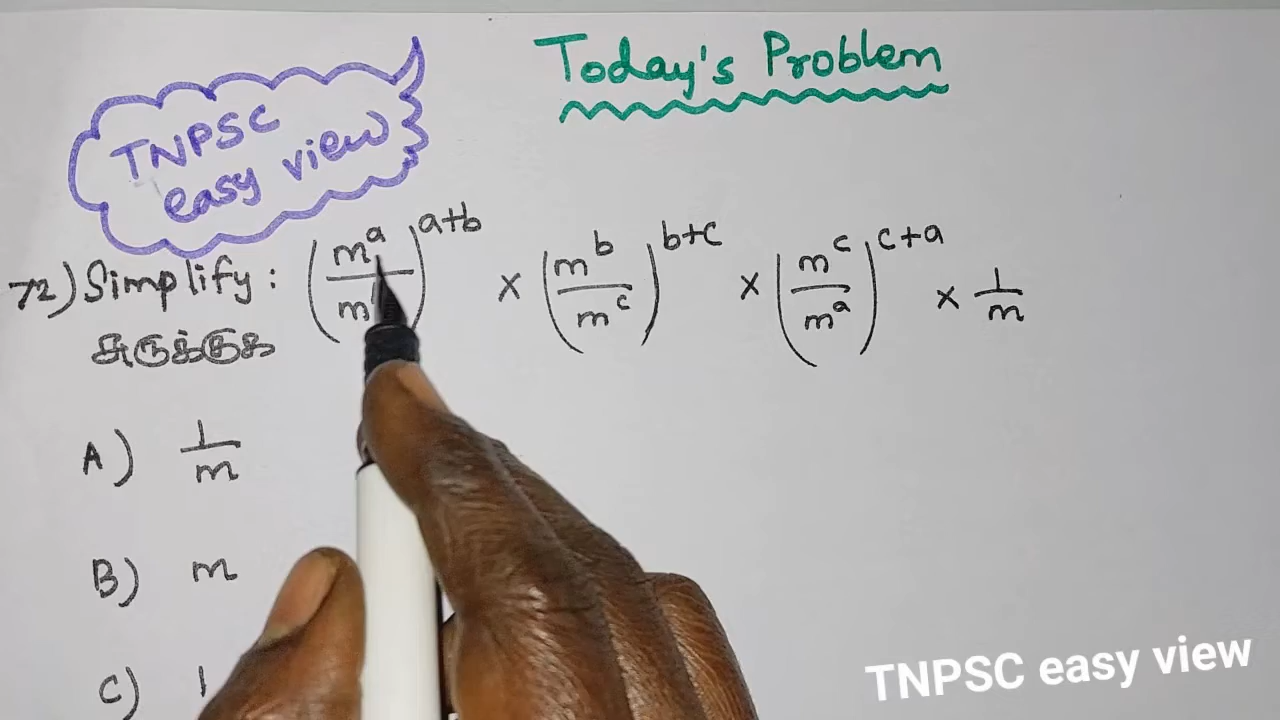 Today's Problem
TNPSC
easy view
72) Simplify: (m^a/m)^{a+b} × (m^b/m^c)^{b+c} × (m^c/m^a)^{c+a} × 1/m
சுருக்குக
A) 1/m
B) m
C) 1
TNPSC easy view